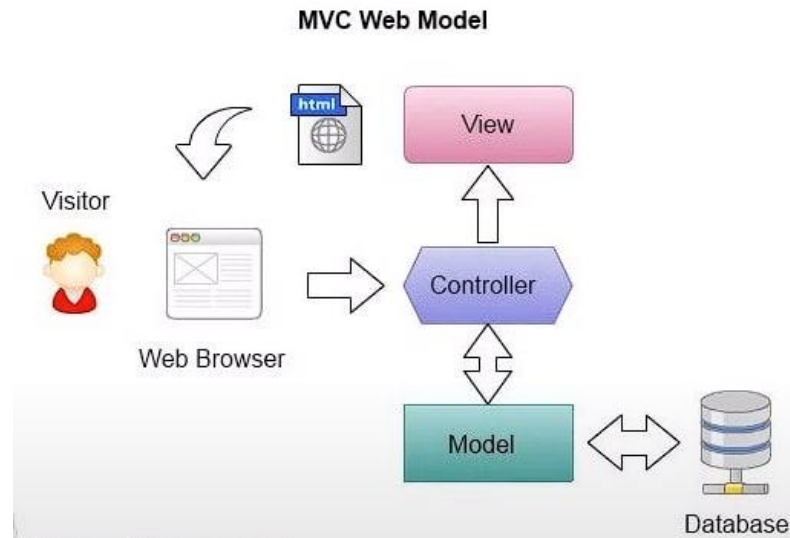 MVC Web Model
html
View
Visitor
Controller
Web Browser
Model
Database